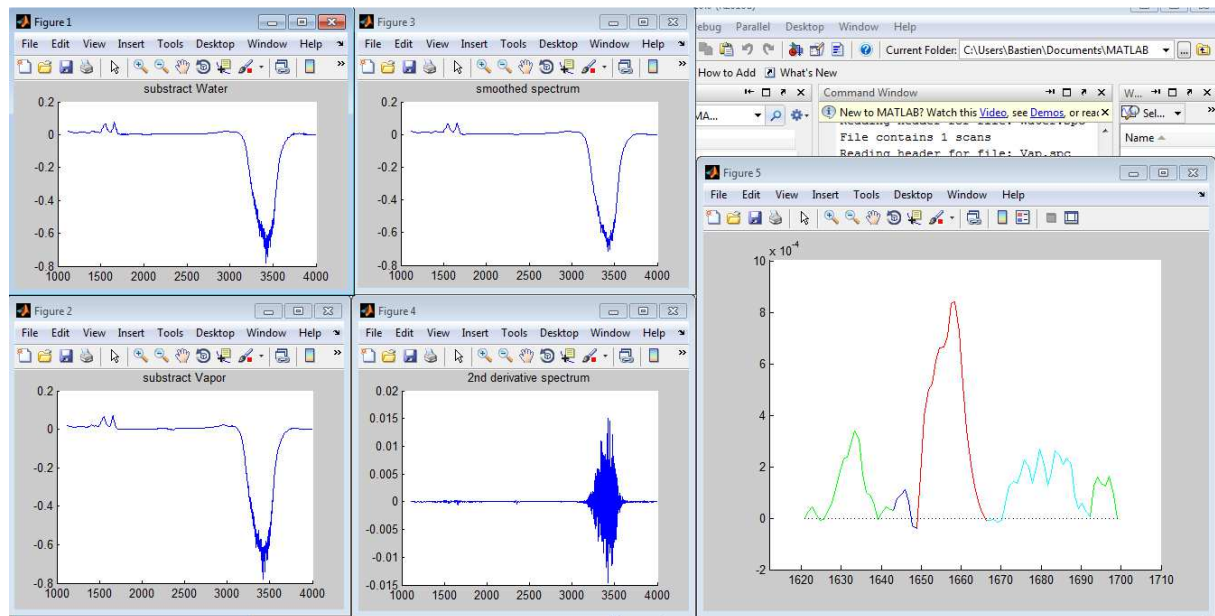 Figure 1
File Edit View Insert Tools Desktop Window Help
substract Water
0.2
0
-0.2
-0.4
-0.6
-0.8
1000 1500 2000 2500 3000 3500 4000
Figure 3
File Edit View Insert Tools Desktop Window Help
smoothed spectrum
0.2
0
-0.2
-0.4
-0.6
-0.8
1000 1500 2000 2500 3000 3500 4000
ebug Parallel Desktop Window Help
Current Folder: C:\Users\Bastien\Documents\MATLAB
How to Add What's New
MA...
Command Window
W...
New to MATLAB? Watch this Video, see Demos, or read
Sel...
File contains 1 scans
Name
Reading header for file: Vap.spc
Figure 2
File Edit View Insert Tools Desktop Window Help
substract Vapor
0.2
0
-0.2
-0.4
-0.6
-0.8
1000 1500 2000 2500 3000 3500 4000
Figure 4
File Edit View Insert Tools Desktop Window Help
2nd derivative spectrum
0.02
0.015
0.01
0.005
0
-0.005
-0.01
-0.015
1000 1500 2000 2500 3000 3500 4000
Figure 5
File Edit View Insert Tools Desktop Window Help
x 10^-4
10
8
6
4
2
0
-2
1620 1630 1640 1650 1660 1670 1680 1690 1700 1710